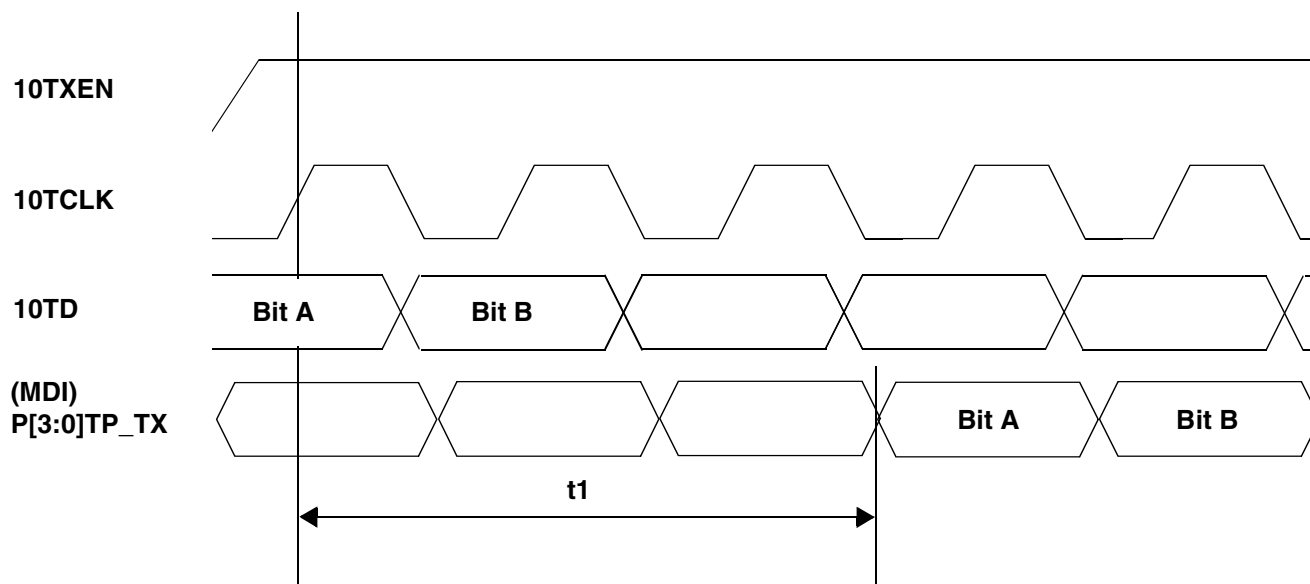 10TXEN
10TCLK
10TD
Bit A
Bit B
(MDI)
P[3:0]TP_TX
Bit A
Bit B
t1